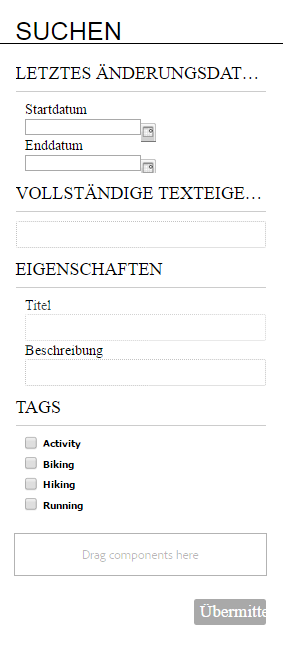 SUCHEN
LETZTES ÄNDERUNGSDAT...
Startdatum
Enddatum
VOLLSTÄNDIGE TEXTEIGE...
EIGENSCHAFTEN
Titel
Beschreibung
TAGS
Activity
Biking
Hiking
Running
Drag components here
Übermitte